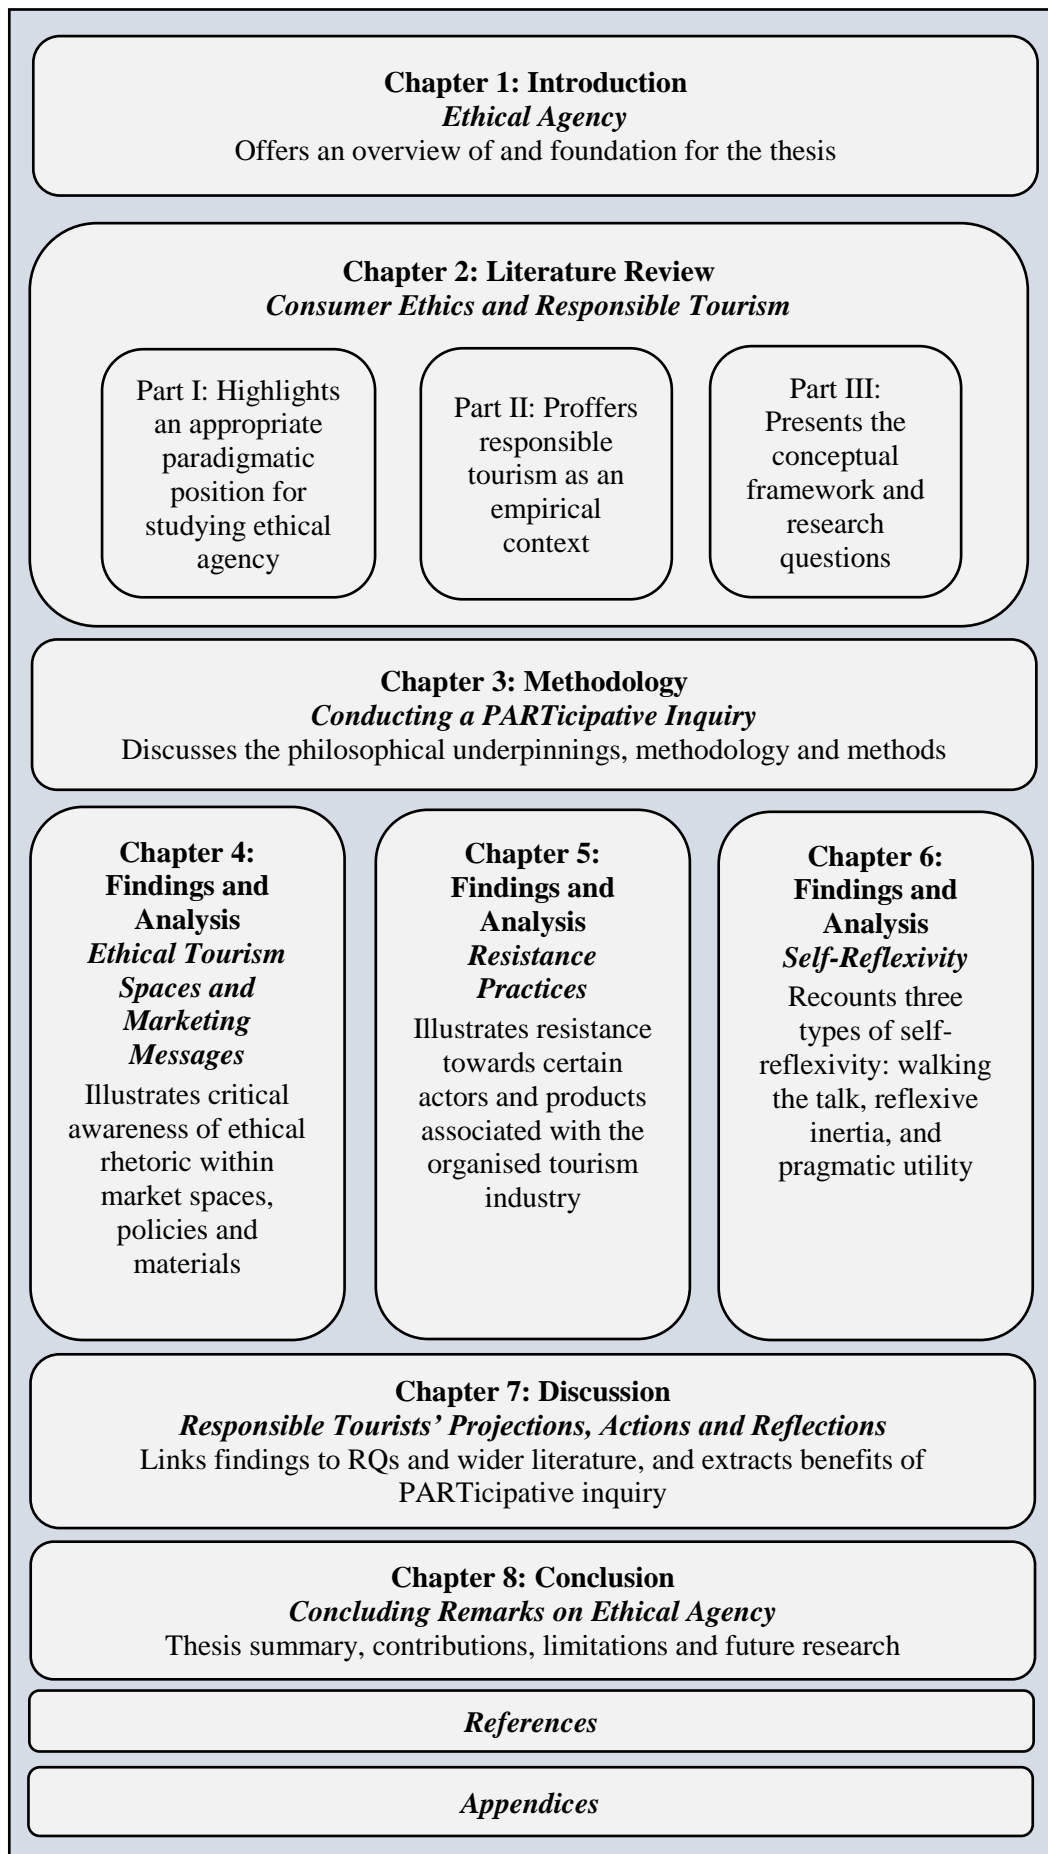 Chapter 1: Introduction
Ethical Agency
Offers an overview of and foundation for the thesis
Chapter 2: Literature Review
Consumer Ethics and Responsible Tourism
Part I: Highlights
an appropriate
paradigmatic
position for
studying ethical
agency
Part II: Proffers
responsible
tourism as an
empirical
context
Part III:
Presents the
conceptual
framework and
research
questions
Chapter 3: Methodology
Conducting a PARTicipative Inquiry
Discusses the philosophical underpinnings, methodology and methods
Chapter 4:
Findings and
Analysis
Ethical Tourism
Spaces and
Marketing
Messages
Illustrates critical
awareness of ethical
rhetoric within
market spaces,
policies and
materials
Chapter 5:
Findings and
Analysis
Resistance
Practices
Illustrates resistance
towards certain
actors and products
associated with the
organised tourism
industry
Chapter 6:
Findings and
Analysis
Self-Reflexivity
Recounts three
types of self-
reflexivity: walking
the talk, reflexive
inertia, and
pragmatic utility
Chapter 7: Discussion
Responsible Tourists’ Projections, Actions and Reflections
Links findings to RQs and wider literature, and extracts benefits of
PARTicipative inquiry
Chapter 8: Conclusion
Concluding Remarks on Ethical Agency
Thesis summary, contributions, limitations and future research
References
Appendices